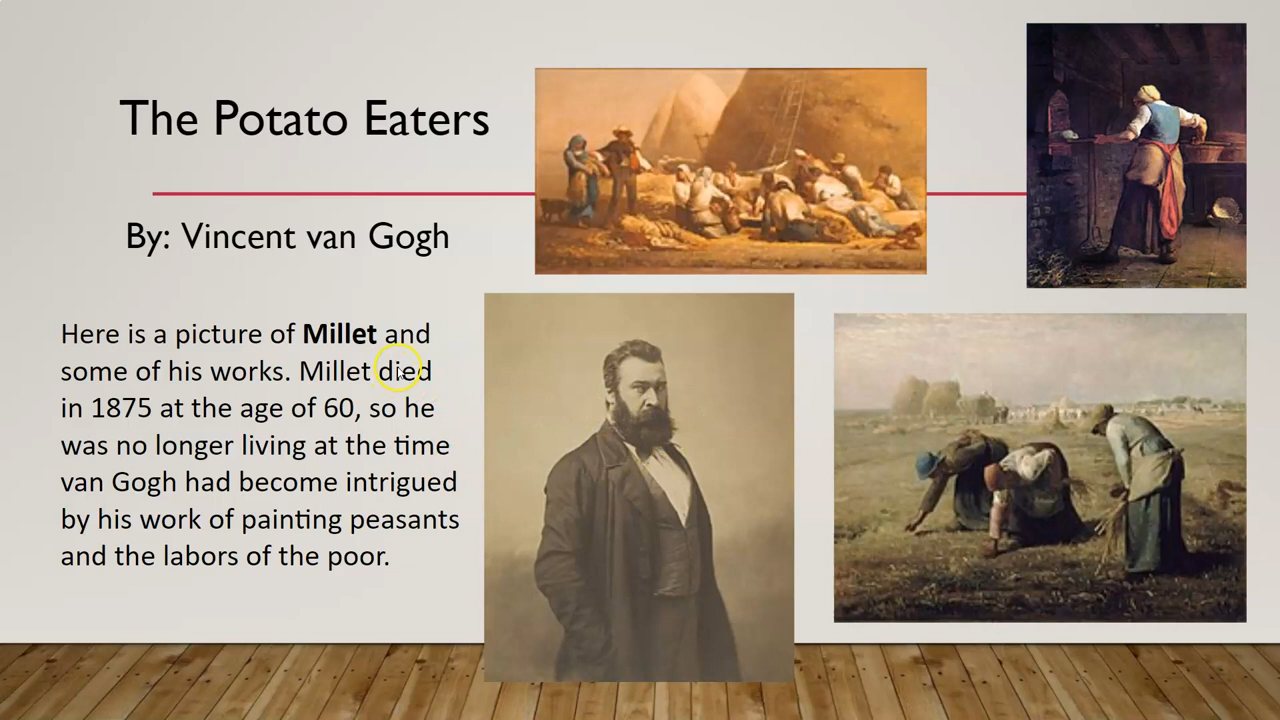 The Potato Eaters
By: Vincent van Gogh
Here is a picture of Millet and
some of his works. Millet died
in 1875 at the age of 60, so he
was no longer living at the time
van Gogh had become intrigued
by his work of painting peasants
and the labors of the poor.